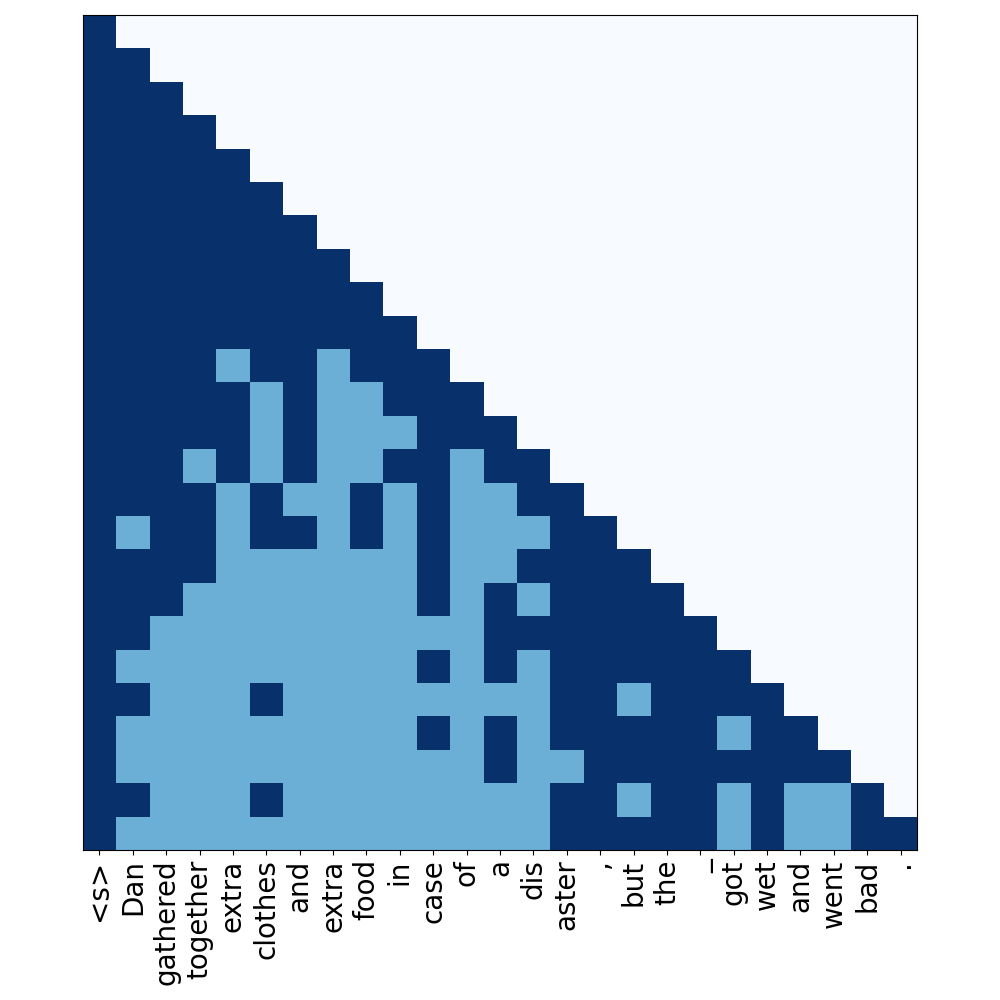 <s> Dan gathered together extra clothes and extra food in case of a dis aster , but the _ got wet and went bad .